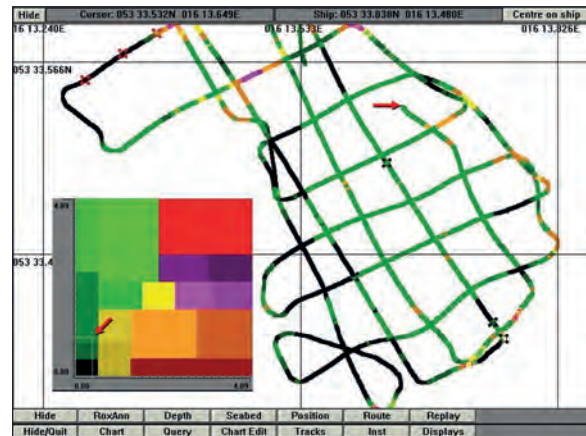 Hide Cursor: 053 33.532N 016 13.649E Ship: 053 33.838N 016 13.480E Centre on ship
16 13.240E 016 13.533E 016 13.826E
053 33.566N
053 33.4
4.09
0.00
0.00 4.09
Hide RoxAnn Depth Seabed Position Route Replay
Hide/Quit Chart Query Chart Edit Tracks Inst Displays